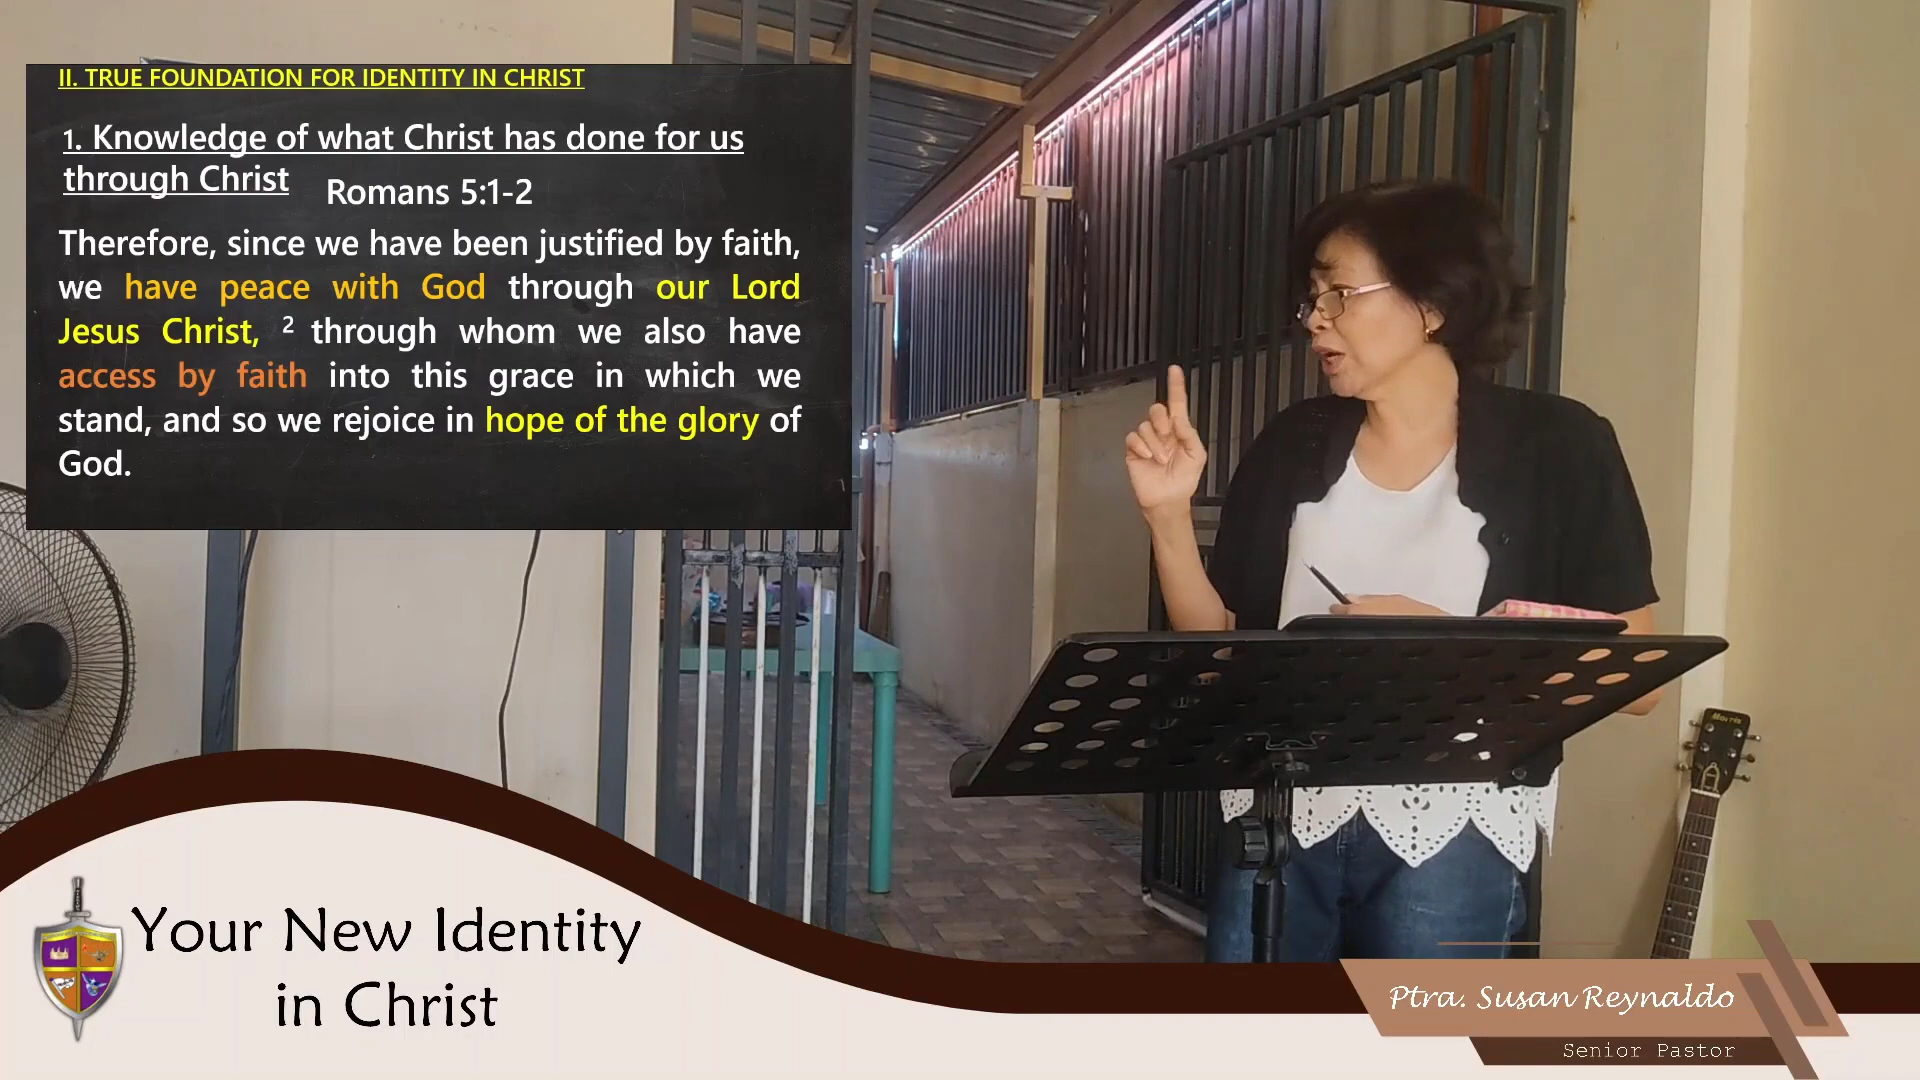 II. TRUE FOUNDATION FOR IDENTITY IN CHRIST
1. Knowledge of what Christ has done for us
through Christ
Romans 5:1-2
Therefore, since we have been justified by faith,
we have peace with God through our Lord
Jesus Christ, ² through whom we also have
access by faith into this grace in which we
stand, and so we rejoice in hope of the glory of
God.
Morris
Your New Identity
in Christ
Ptra. Susan Reynaldo
Senior Pastor